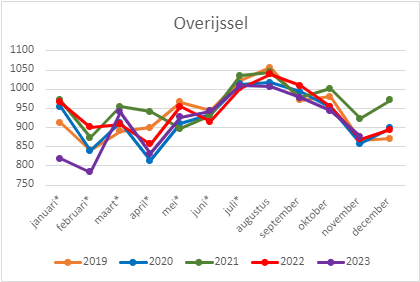 Overijssel
1100
1050
1000
950
900
850
800
750
januari*
februari*
maart*
april*
mei*
juni*
juli*
augustus
september
oktober
november
december
2019
2020
2021
2022
2023